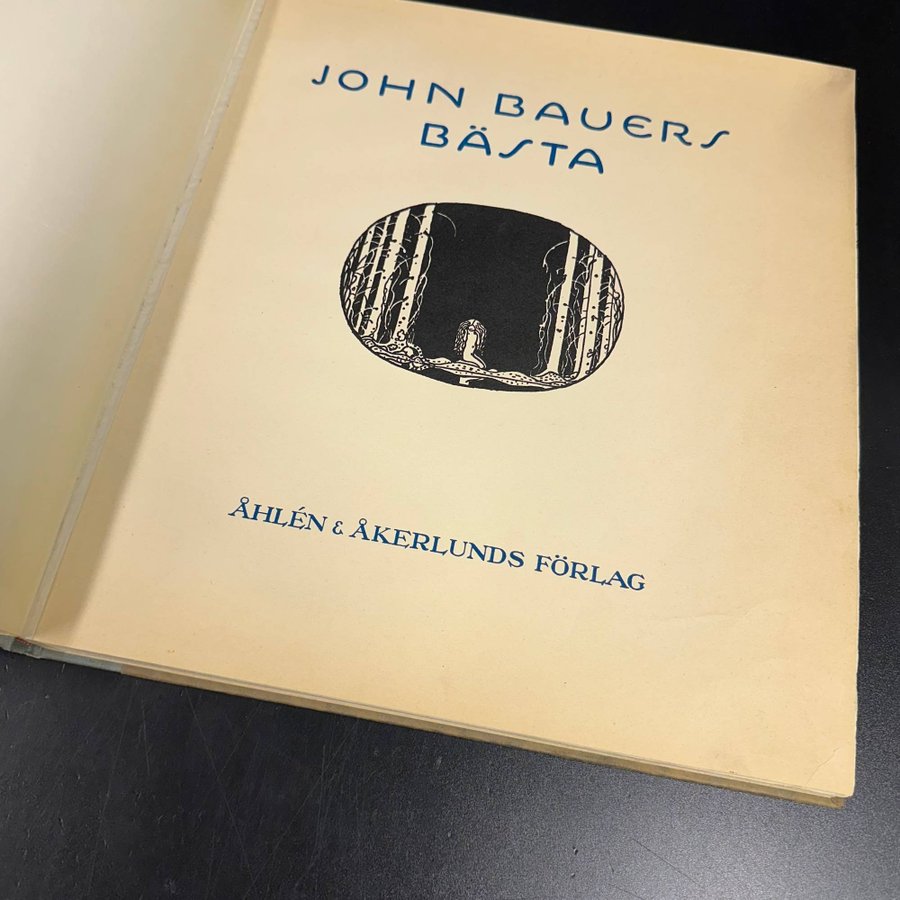 JOHN BAUERS
BÄSTA
ÅHLÉN & ÅKERLUNDS FÖRLAG